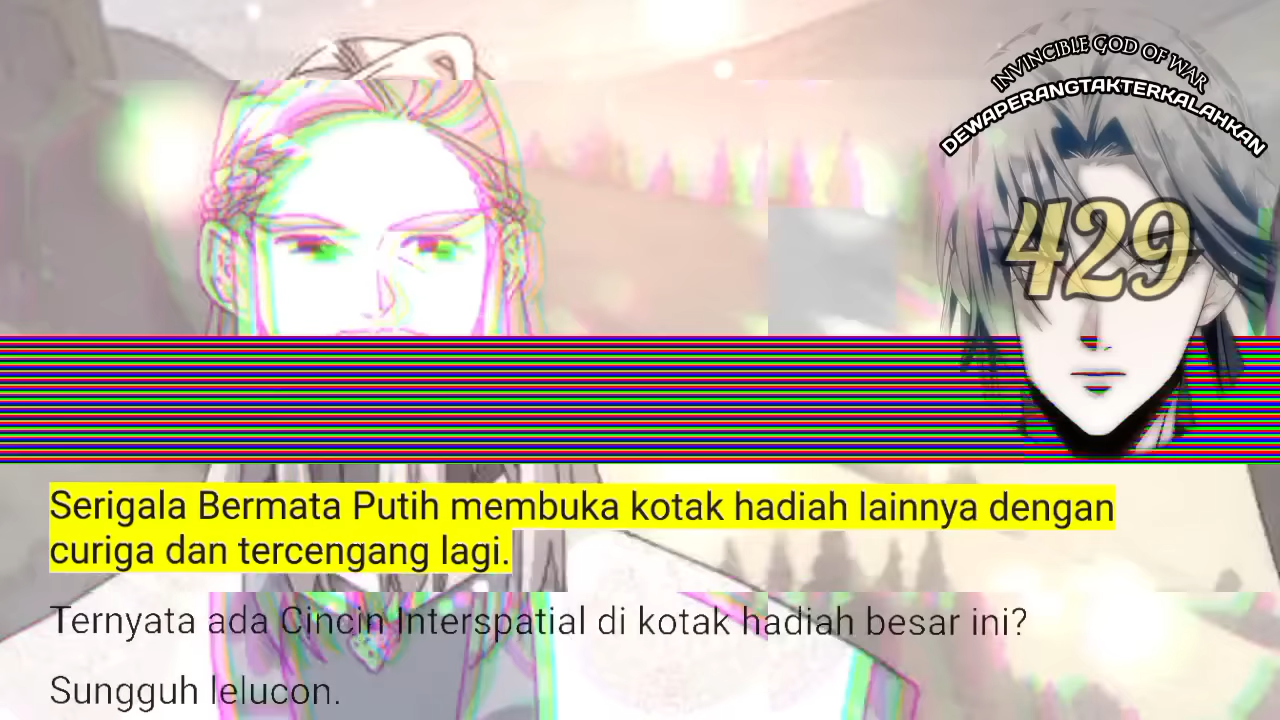 INVINCIBLE GOD OF WAR
DEWAPERANGTAKTERKALAHKAN
429
Serigala Bermata Putih membuka kotak hadiah lainnya dengan
curiga dan tercengang lagi.
Ternyata ada Cincin Interspatial di kotak hadiah besar ini?
Sungguh lelucon.